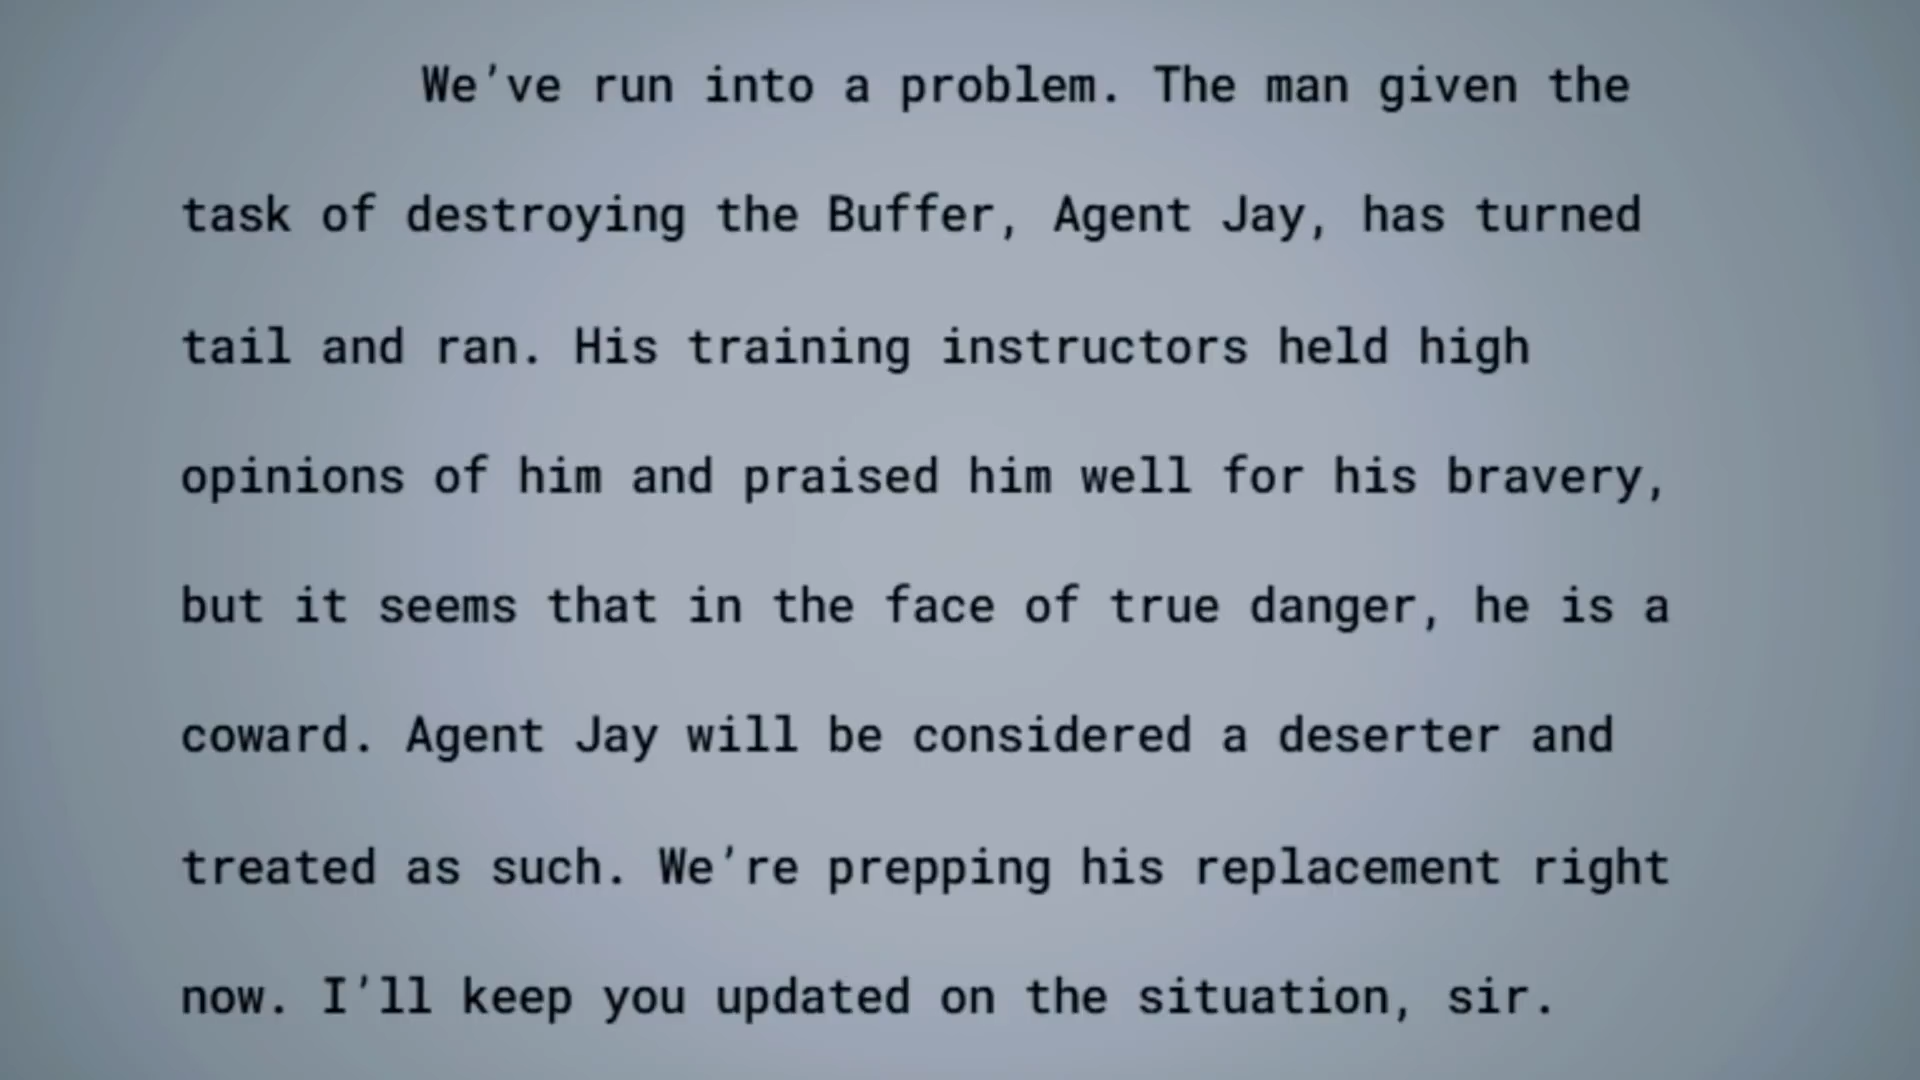 We've run into a problem. The man given the
task of destroying the Buffer, Agent Jay, has turned
tail and ran. His training instructors held high
opinions of him and praised him well for his bravery,
but it seems that in the face of true danger, he is a
coward. Agent Jay will be considered a deserter and
treated as such. We're prepping his replacement right
now. I'll keep you updated on the situation, sir.